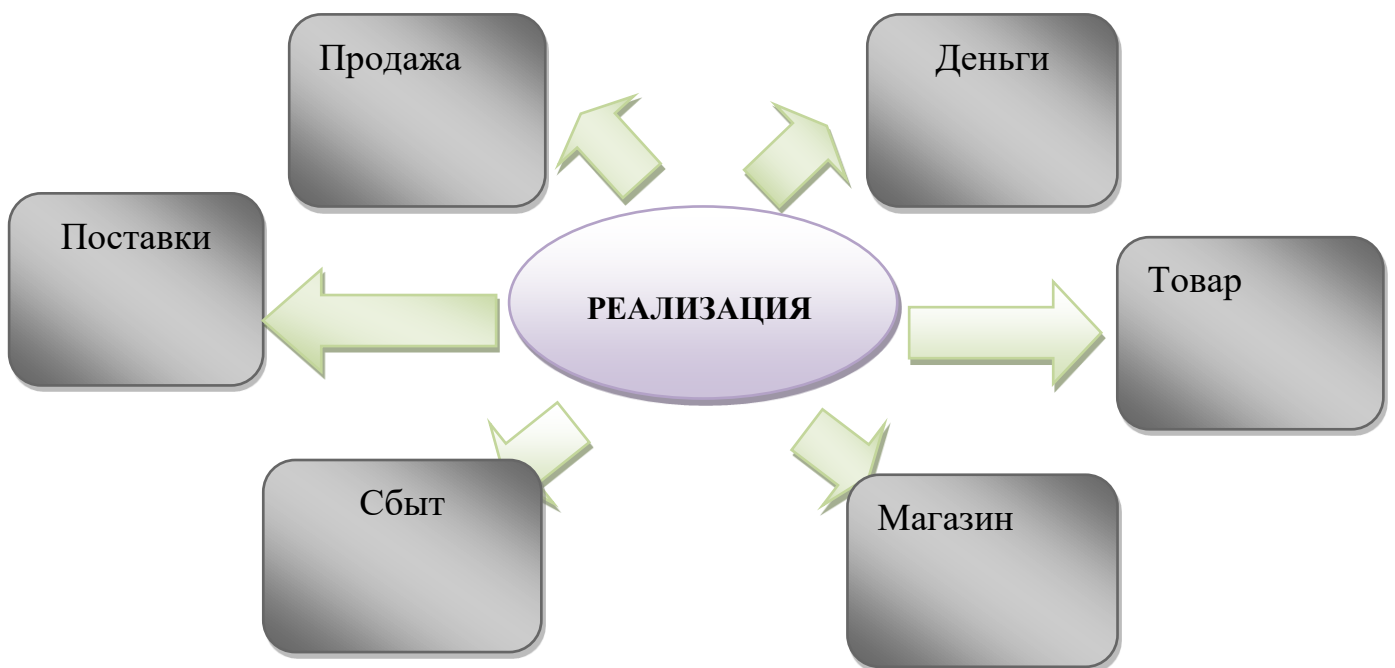 Продажа
Деньги
Поставки
Товар
РЕАЛИЗАЦИЯ
Сбыт
Магазин